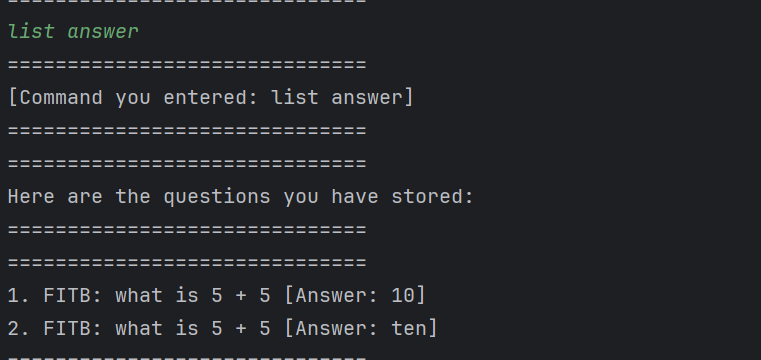 ==============================
list answer
==============================
[Command you entered: list answer]
==============================
==============================
Here are the questions you have stored:
==============================
==============================
1. FITB: what is 5 + 5 [Answer: 10]
2. FITB: what is 5 + 5 [Answer: ten]
==============================